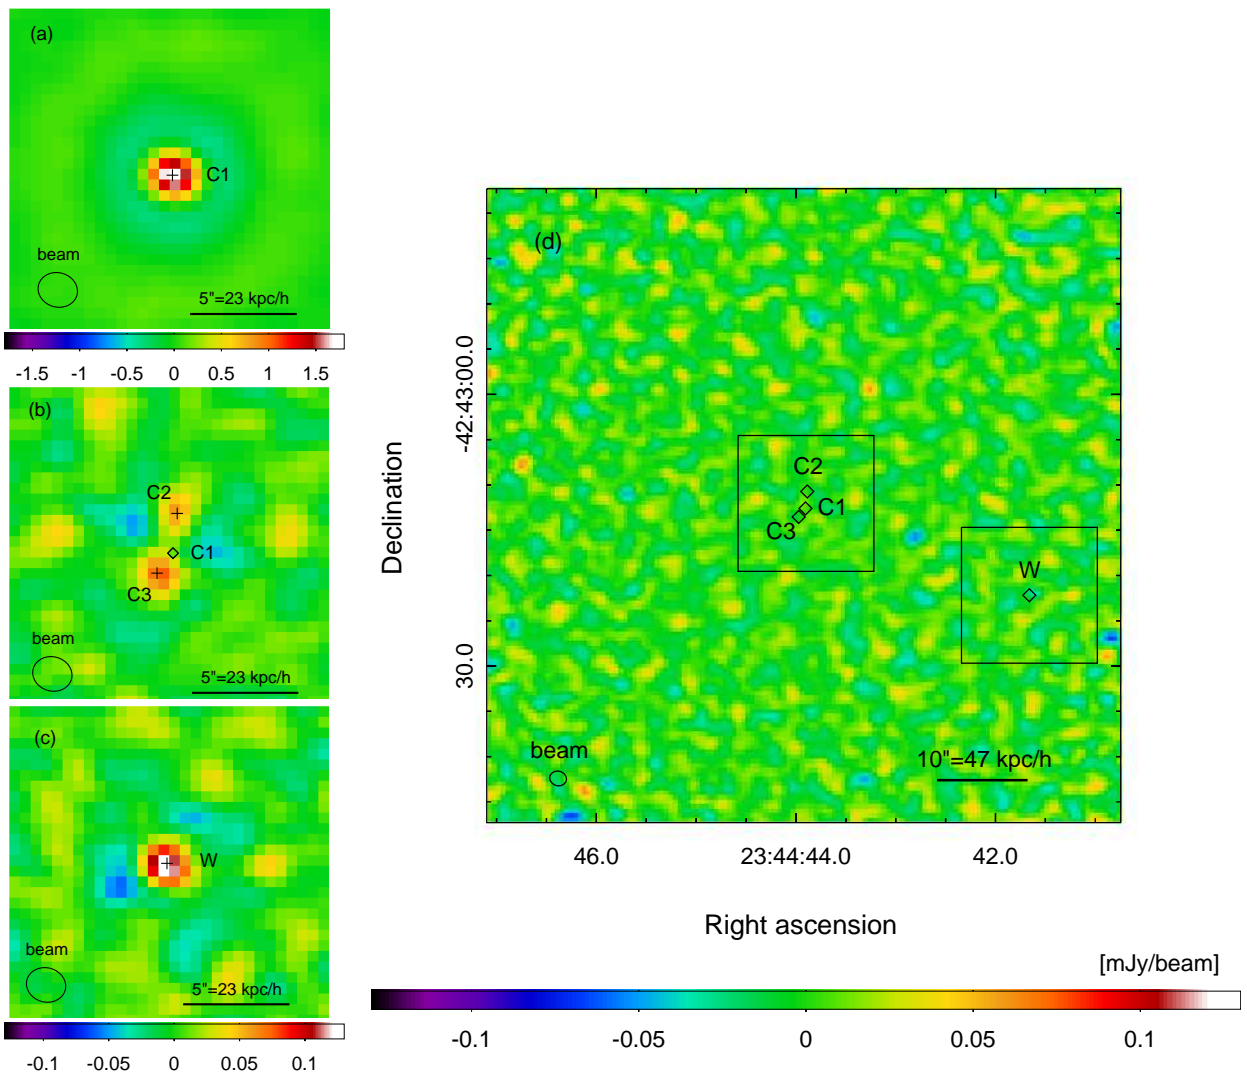 (a)
C1
beam
5"=23 kpc/h
-1.5 -1 -0.5 0 0.5 1 1.5
(b)
C2
C1
C3
beam
5"=23 kpc/h
(c)
W
beam
5"=23 kpc/h
-0.1 -0.05 0 0.05 0.1
(d)
C2
C1
C3
W
beam
10"=47 kpc/h
-42:43:00.0
30.0
Declination
46.0 23:44:44.0 42.0
Right ascension
[mJy/beam]
-0.1 -0.05 0 0.05 0.1